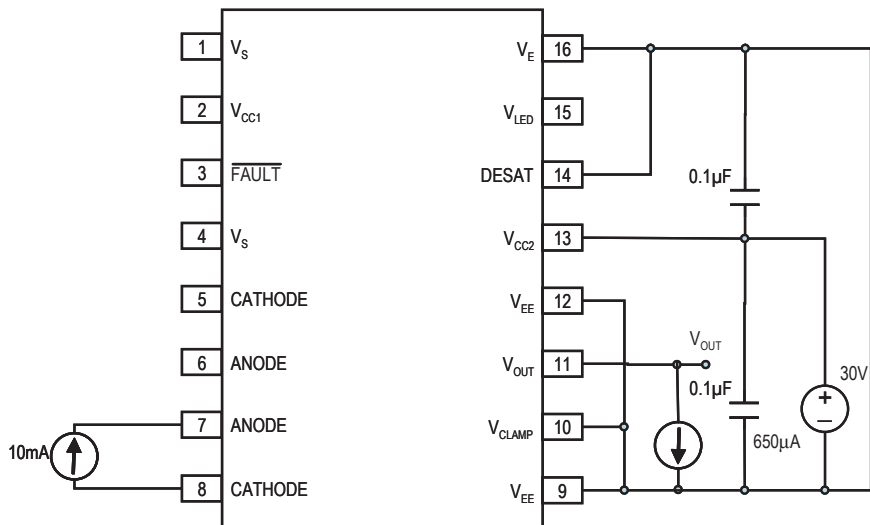 1 V_S
2 V_CC1
3 FAULT
4 V_S
5 CATHODE
6 ANODE
7 ANODE
8 CATHODE
10mA
V_E 16
V_LED 15
DESAT 14
V_CC2 13
V_EE 12
V_OUT 11
V_CLAMP 10
V_EE 9
0.1µF
V_OUT
0.1µF
30V
+
–
650µA